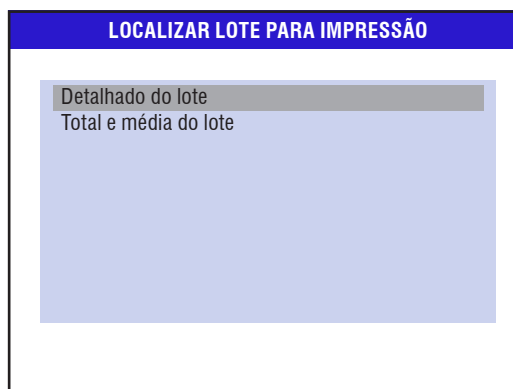 LOCALIZAR LOTE PARA IMPRESSÃO
Detalhado do lote
Total e média do lote